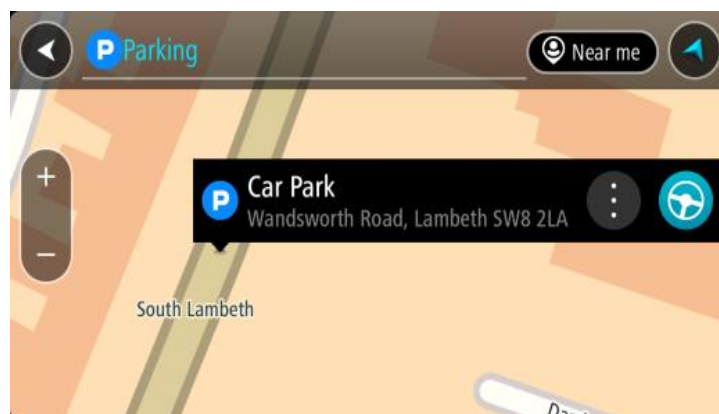 P Parking
Near me
+
P Car Park
Wandsworth Road, Lambeth SW8 2LA
−
South Lambeth